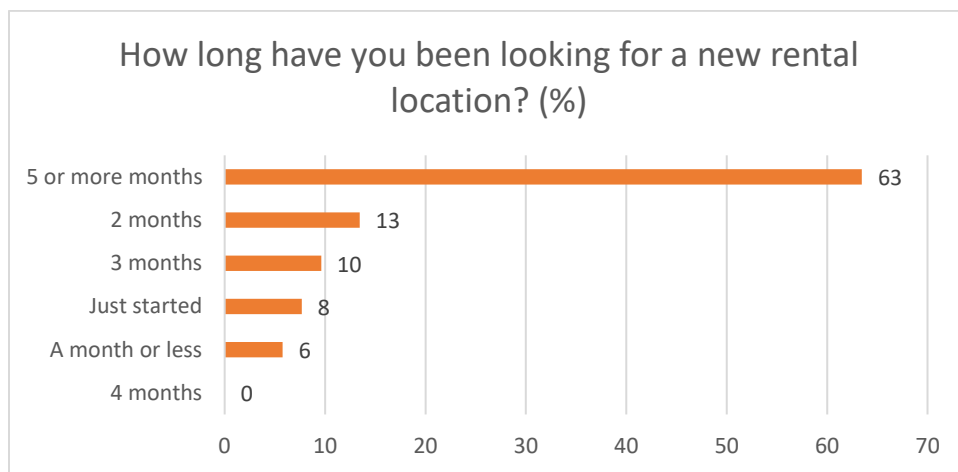 How long have you been looking for a new rental
location? (%)
5 or more months 63
2 months 13
3 months 10
Just started 8
A month or less 6
4 months 0
0 10 20 30 40 50 60 70